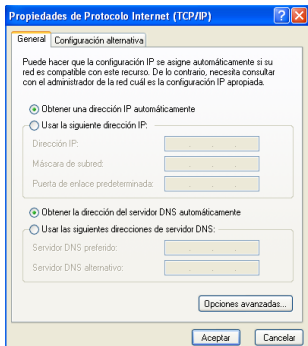 Propiedades de Protocolo Internet (TCP/IP)
General
Configuración alternativa
Puede hacer que la configuración IP se asigne automáticamente si su
red es compatible con este recurso. De lo contrario, necesita consultar
con el administrador de la red cuál es la configuración IP apropiada.
Obtener una dirección IP automáticamente
Usar la siguiente dirección IP:
Dirección IP:
Máscara de subred:
Puerta de enlace predeterminada:
Obtener la dirección del servidor DNS automáticamente
Usar las siguientes direcciones de servidor DNS:
Servidor DNS preferido:
Servidor DNS alternativo:
Opciones avanzadas...
Aceptar
Cancelar